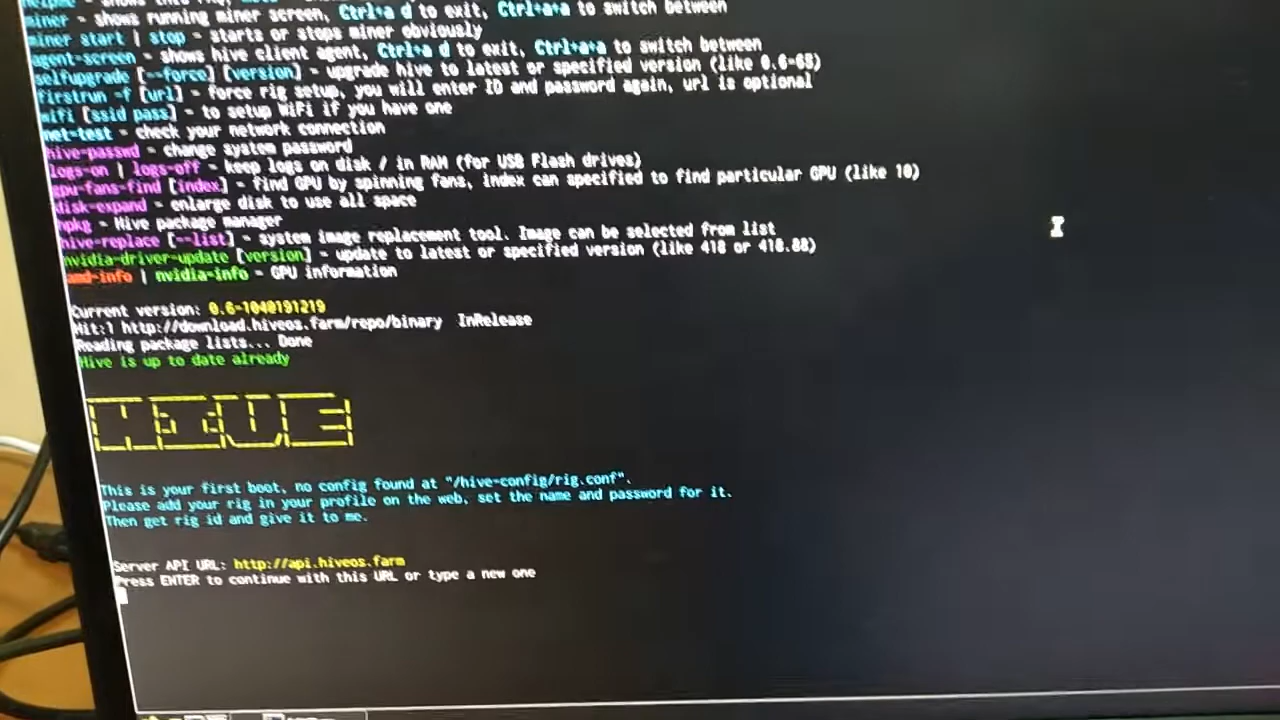 miner - shows running miner screen, Ctrl+a d to exit, Ctrl+a+a to switch between
miner start | stop - starts or stops miner obviously
agent-screen - shows hive client agent, Ctrl+a d to exit, Ctrl+a+a to switch between
selfupgrade [--force] [version] - upgrade hive to latest or specified version (like 0.6-68)
firstrun -f [url] - force rig setup, you will enter ID and password again, url is optional
wifi [ssid pass] - to setup WiFi if you have one
net-test - check your network connection
hive-passwd - change system password
logs-on | logs-off - keep logs on disk / in RAM (for USB Flash drives)
gpu-fans-find [index] - find GPU by spinning fans, index can specified to find particular GPU (like 10)
disk-expand - enlarge disk to use all space
hpkg - Hive package manager
hive-replace [--list] - system image replacement tool. Image can be selected from list
nvidia-driver-update [version] - update to latest or specified version (like 418 or 418.88)
amd-info | nvidia-info - GPU information
Current version: 0.6-1040191219
Hit:1 http://download.hiveos.farm/repo/binary InRelease
Reading package lists... Done
Hive is up to date already
HIVE
This is your first boot, no config found at "/hive-config/rig.conf".
Please add your rig in your profile on the web, set the name and password for it.
Then get rig id and give it to me.
Server API URL: http://api.hiveos.farm
Press ENTER to continue with this URL or type a new one